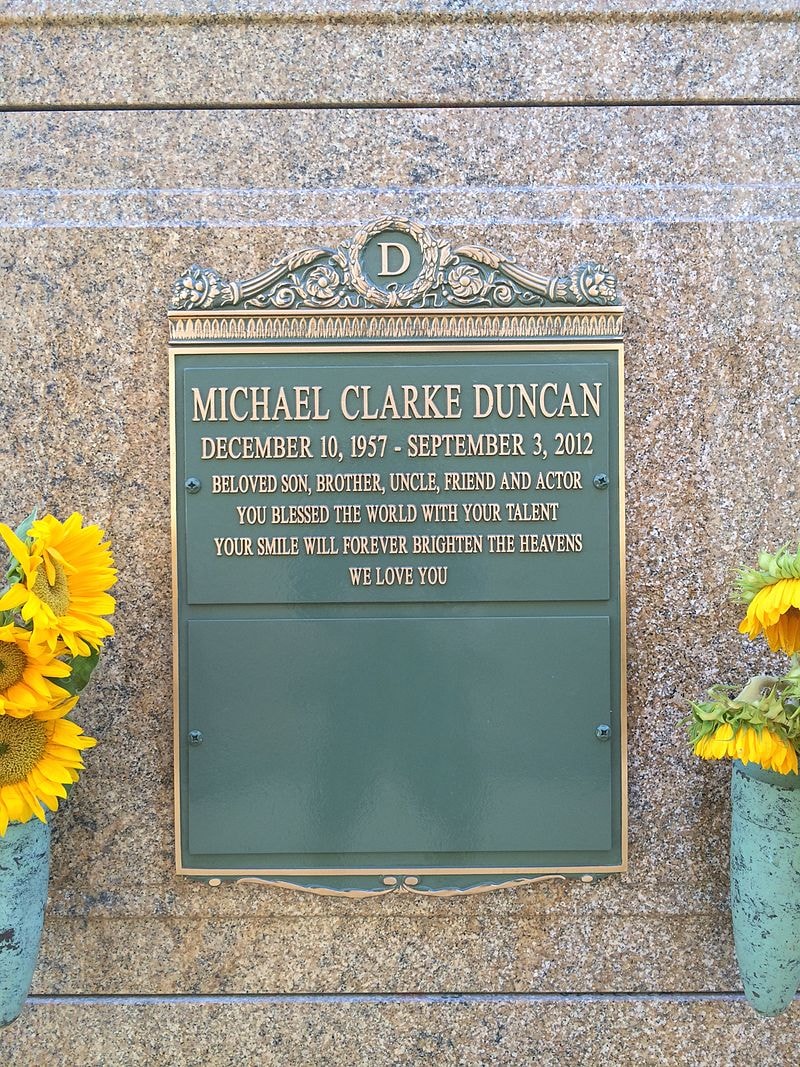 D
MICHAEL CLARKE DUNCAN
DECEMBER 10, 1957 - SEPTEMBER 3, 2012
BELOVED SON, BROTHER, UNCLE, FRIEND AND ACTOR
YOU BLESSED THE WORLD WITH YOUR TALENT
YOUR SMILE WILL FOREVER BRIGHTEN THE HEAVENS
WE LOVE YOU